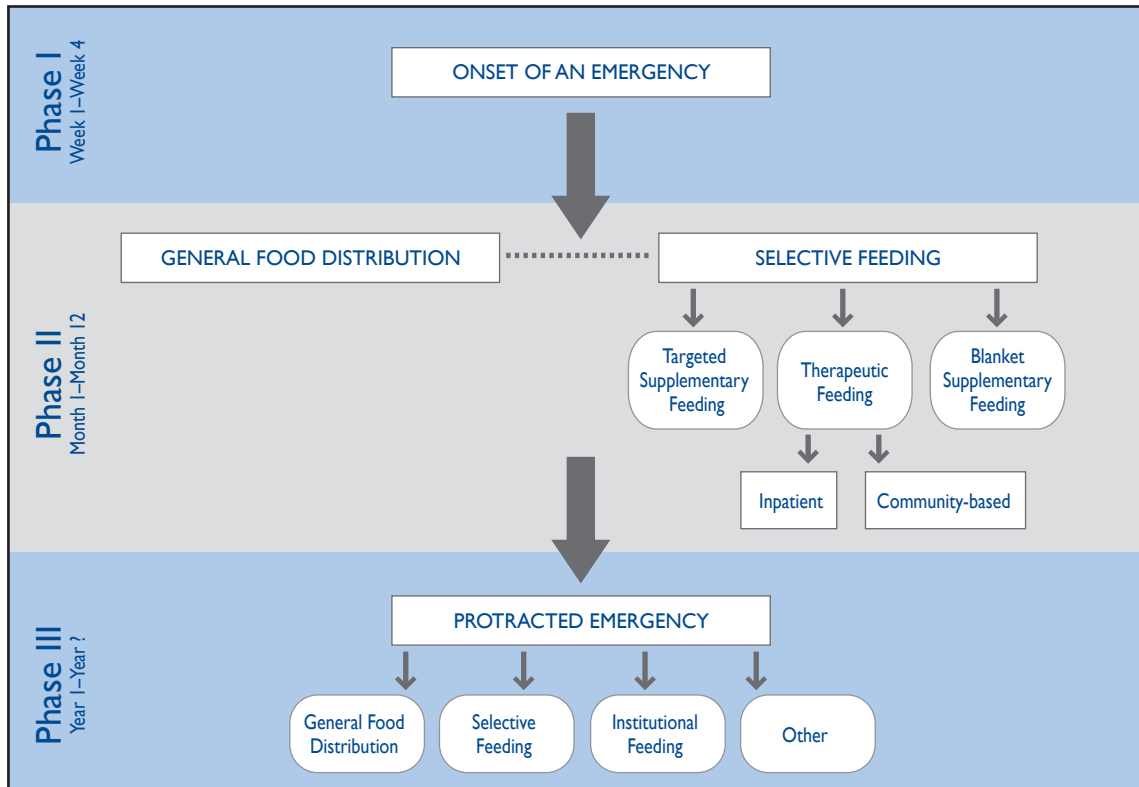 Phase I
Week 1–Week 4
ONSET OF AN EMERGENCY
Phase II
Month 1–Month 12
GENERAL FOOD DISTRIBUTION
SELECTIVE FEEDING
Targeted
Supplementary
Feeding
Therapeutic
Feeding
Blanket
Supplementary
Feeding
Inpatient
Community-based
Phase III
Year 1–Year ?
PROTRACTED EMERGENCY
General Food
Distribution
Selective
Feeding
Institutional
Feeding
Other